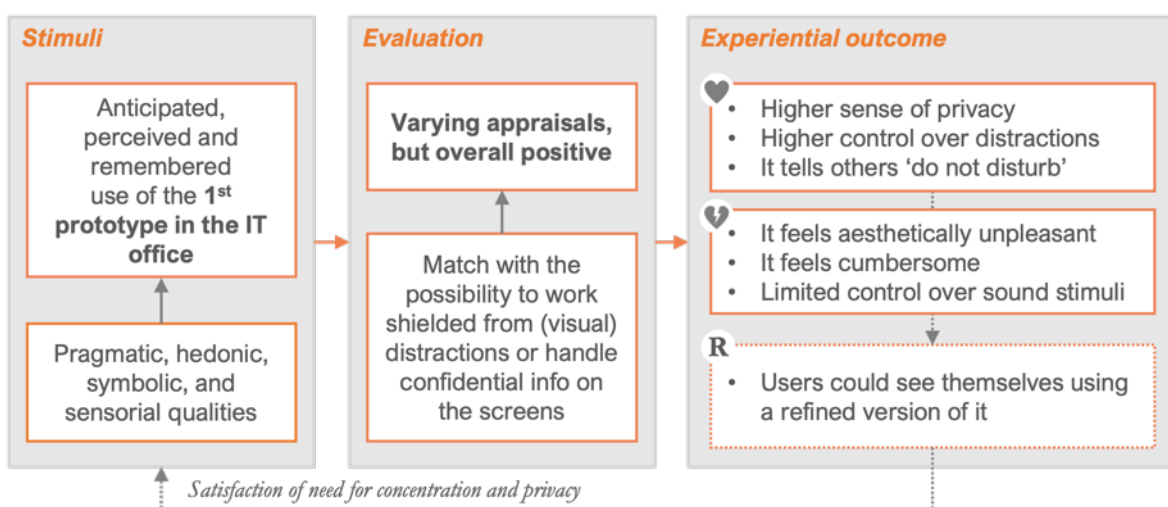 Stimuli
Anticipated,
perceived and
remembered
use of the 1st
prototype in the IT
office
Pragmatic, hedonic,
symbolic, and
sensorial qualities
Evaluation
Varying appraisals,
but overall positive
Match with the
possibility to work
shielded from (visual)
distractions or handle
confidential info on
the screens
Experiential outcome
• Higher sense of privacy
• Higher control over distractions
• It tells others ‘do not disturb’
• It feels aesthetically unpleasant
• It feels cumbersome
• Limited control over sound stimuli
R
• Users could see themselves using
a refined version of it
Satisfaction of need for concentration and privacy